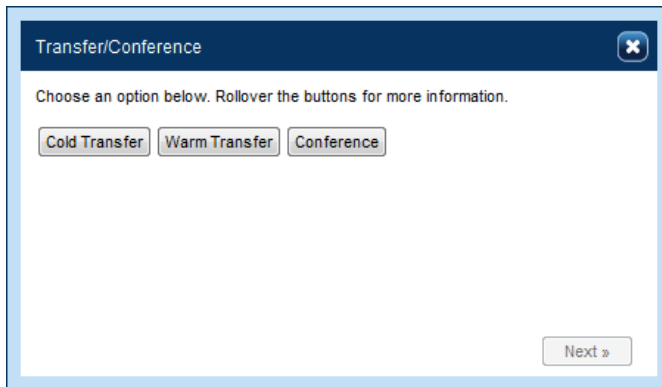 Transfer/Conference
Choose an option below. Rollover the buttons for more information.
Cold Transfer Warm Transfer Conference
Next »